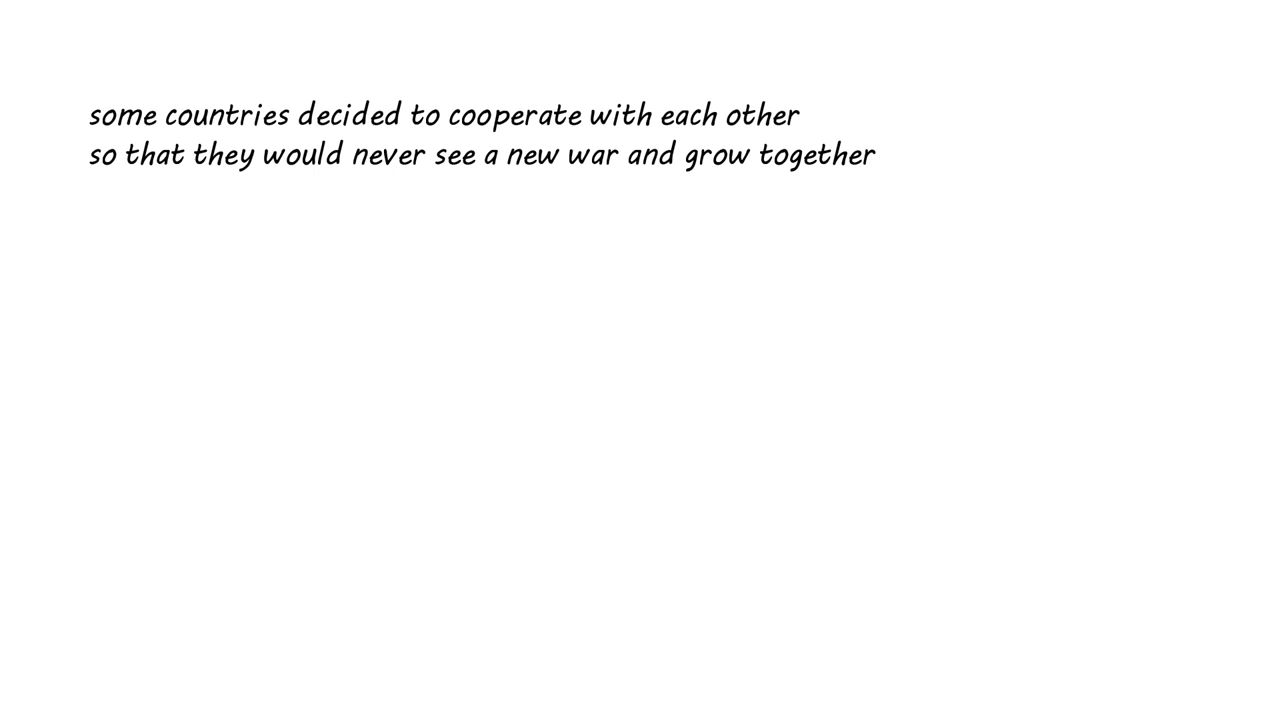 some countries decided to cooperate with each other
so that they would never see a new war and grow together